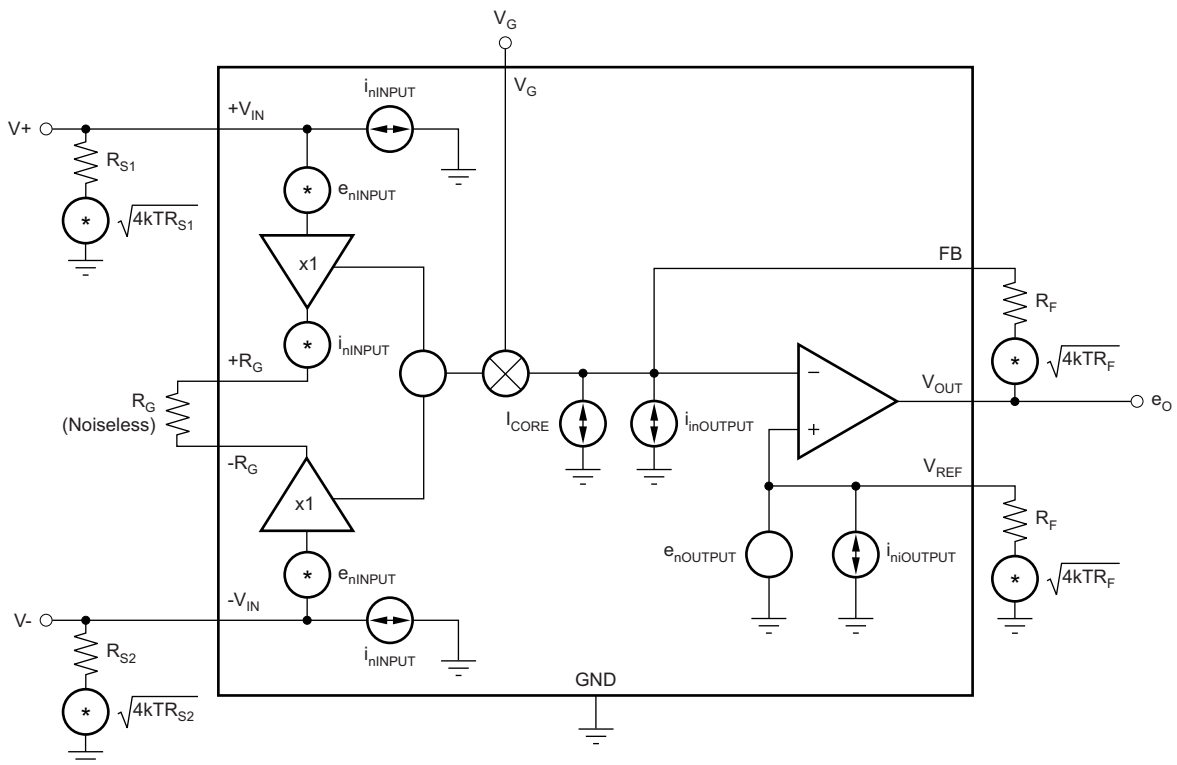 V_G
V_G
i_nINPUT
+V_IN
V+
R_S1
* e_nINPUT
* √4kTR_S1
x1
FB
R_F
* i_nINPUT
+R_G
* √4kTR_F
R_G
(Noiseless)
−
V_OUT
e_O
I_CORE
i_inOUTPUT
+
-R_G
V_REF
x1
R_F
e_nOUTPUT
i_niOUTPUT
* e_nINPUT
* √4kTR_F
-V_IN
V-
R_S2
i_nINPUT
GND
* √4kTR_S2